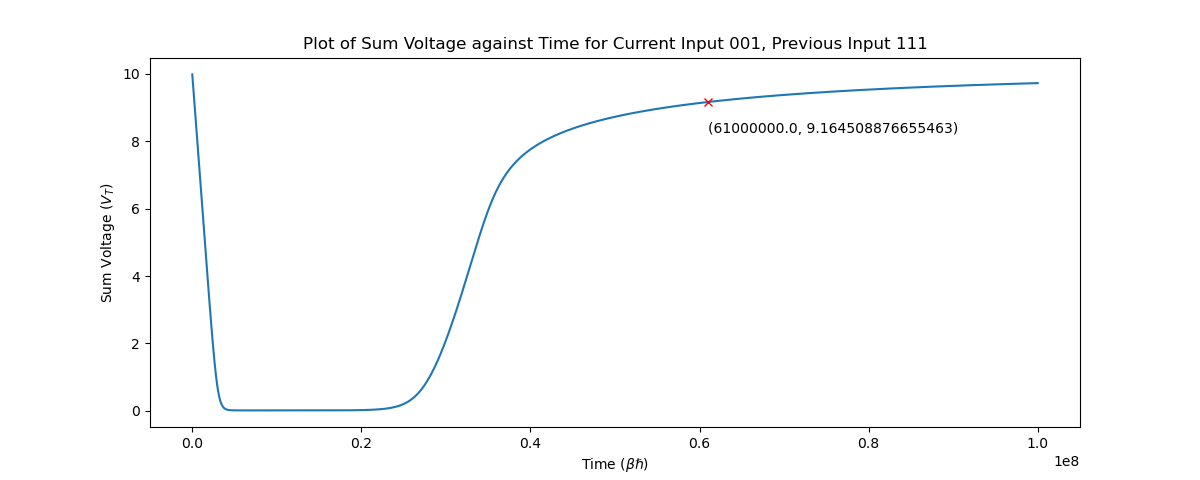 Plot of Sum Voltage against Time for Current Input 001, Previous Input 111
10
8
6
4
2
0
Sum Voltage (V_T)
(61000000.0, 9.164508876655463)
0.0 0.2 0.4 0.6 0.8 1.0
1e8
Time (βℏ)